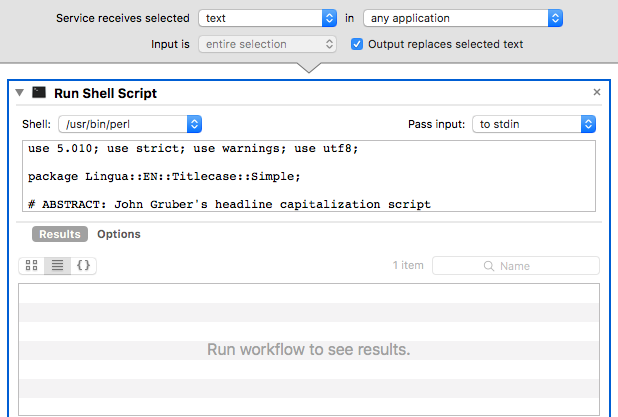 Service receives selected text in any application
Input is entire selection Output replaces selected text
Run Shell Script
Shell: /usr/bin/perl Pass input: to stdin
use 5.010; use strict; use warnings; use utf8;
package Lingua::EN::Titlecase::Simple;
# ABSTRACT: John Gruber's headline capitalization script
Results Options
{} 1 item Name
Run workflow to see results.